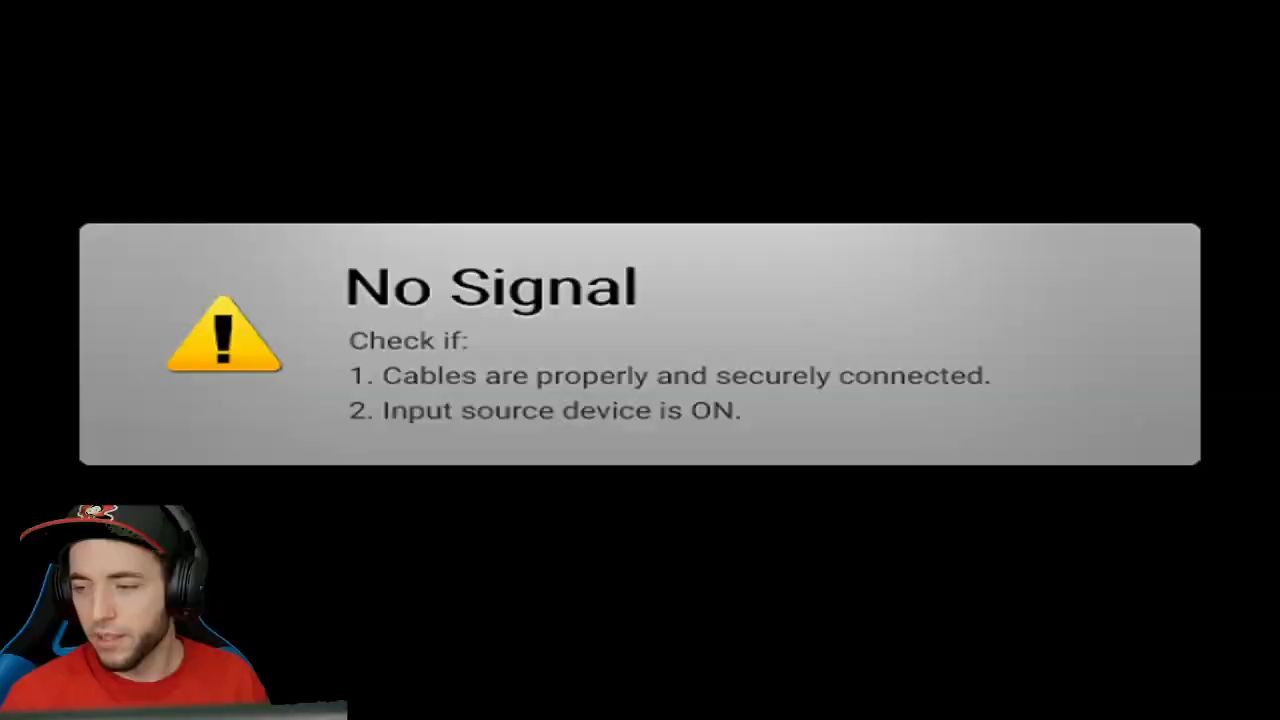 No Signal
Check if:
1. Cables are properly and securely connected.
2. Input source device is ON.